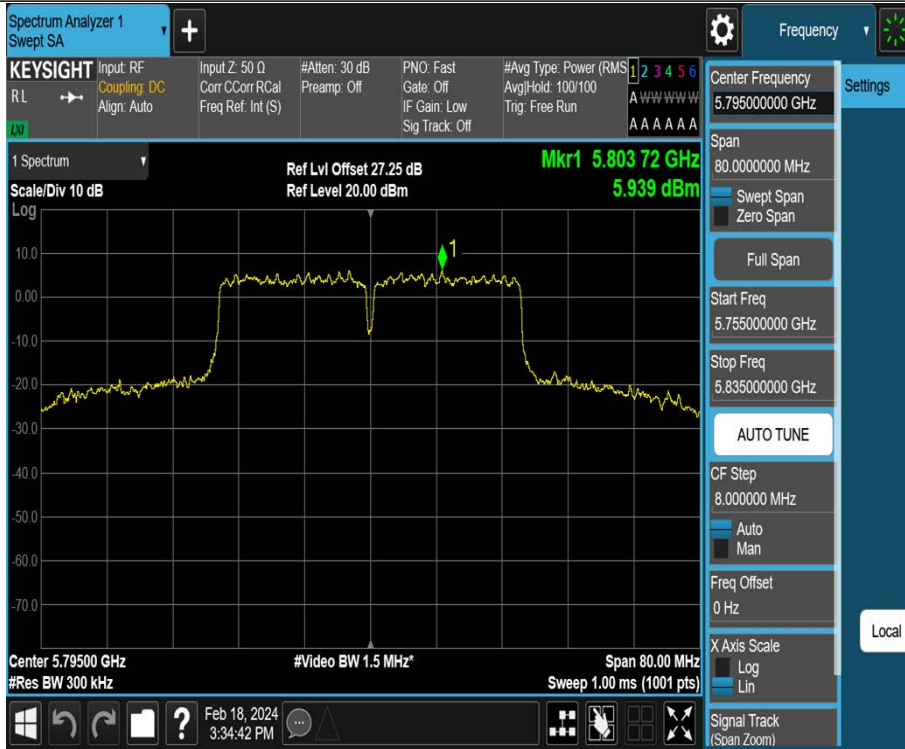 Spectrum Analyzer 1
Swept SA
Frequency
KEYSIGHT
R L
LXI
Input: RF
Coupling: DC
Align: Auto
Input Z: 50 Ω
Corr CCorr RCal
Freq Ref: Int (S)
#Atten: 30 dB
Preamp: Off
PNO: Fast
Gate: Off
IF Gain: Low
Sig Track: Off
#Avg Type: Power (RMS
Avg|Hold: 100/100
Trig: Free Run
1 2 3 4 5 6
A W W W W W
A A A A A A
1 Spectrum
Scale/Div 10 dB
Log
Ref Lvl Offset 27.25 dB
Ref Level 20.00 dBm
Mkr1 5.803 72 GHz
5.939 dBm
1
10.0
0.00
-10.0
-20.0
-30.0
-40.0
-50.0
-60.0
-70.0
Center 5.79500 GHz
#Res BW 300 kHz
#Video BW 1.5 MHz*
Span 80.00 MHz
Sweep 1.00 ms (1001 pts)
Feb 18, 2024
3:34:42 PM
Center Frequency
5.795000000 GHz
Span
80.0000000 MHz
Swept Span
Zero Span
Full Span
Start Freq
5.755000000 GHz
Stop Freq
5.835000000 GHz
AUTO TUNE
CF Step
8.000000 MHz
Auto
Man
Freq Offset
0 Hz
X Axis Scale
Log
Lin
Signal Track
(Span Zoom)
Settings
Local